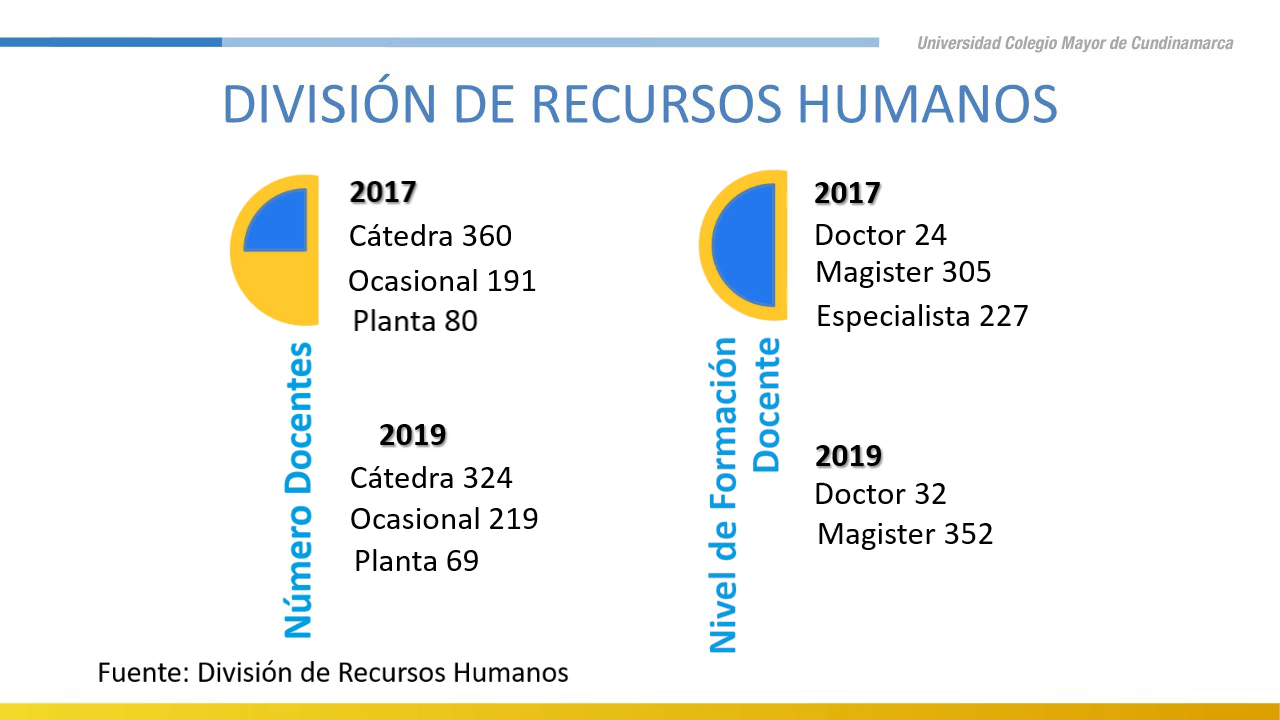 Universidad Colegio Mayor de Cundinamarca
DIVISIÓN DE RECURSOS HUMANOS
2017
Cátedra 360
Ocasional 191
Planta 80
Número Docentes
2019
Cátedra 324
Ocasional 219
Planta 69
2017
Doctor 24
Magister 305
Especialista 227
Nivel de Formación
Docente
2019
Doctor 32
Magister 352
Fuente: División de Recursos Humanos